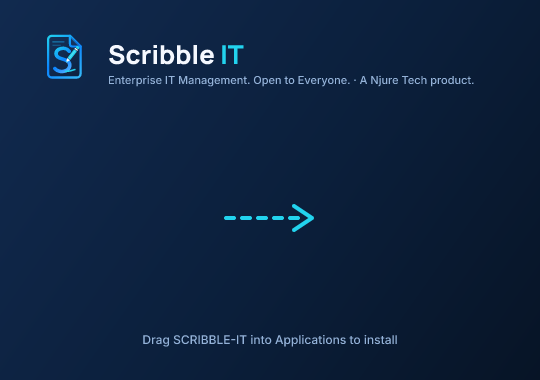 Scribble IT
Enterprise IT Management. Open to Everyone. · A Njure Tech product.
Drag SCRIBBLE-IT into Applications to install